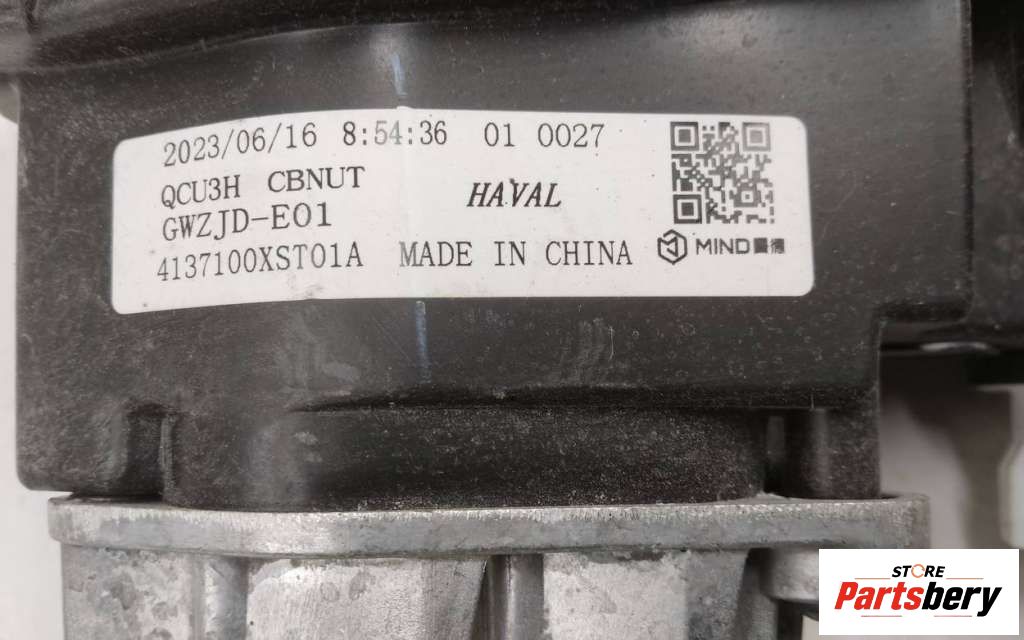 2023/06/16 8:54:36 01 0027
QCU3H CBNUT
HAVAL
GWZJD-E01
4137100XST01A MADE IN CHINA
MIND
STORE
Partsbery